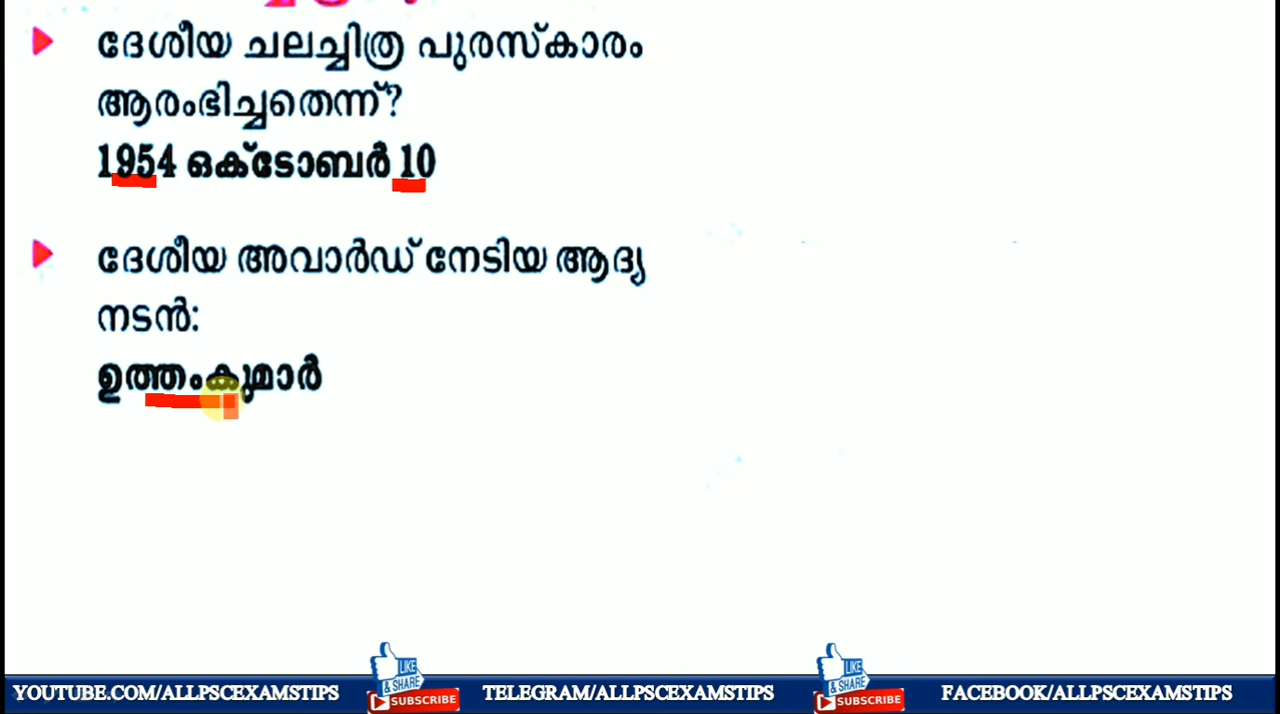 ദേശീയ ചലച്ചിത്ര പുരസ്കാരം
ആരംഭിച്ചതെന്ന്?
1954 ഒക്ടോബർ 10
ദേശീയ അവാർഡ് നേടിയ ആദ്യ
നടൻ:
ഉത്തംകുമാർ
LIKE
& SHARE
SUBSCRIBE
LIKE
& SHARE
SUBSCRIBE
YOUTUBE.COM/ALLPSCEXAMSTIPS TELEGRAM/ALLPSCEXAMSTIPS FACEBOOK/ALLPSCEXAMSTIPS